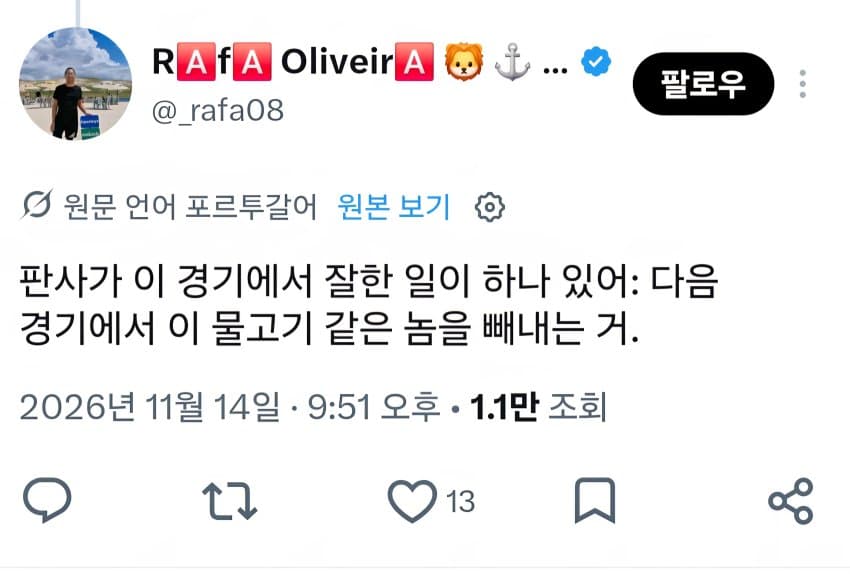 R🅰️f🅰️ Oliveir🅰️ 🦁 ⚓ ...
팔로우
@_rafa08
원문 언어 포르투갈어 원본 보기
판사가 이 경기에서 잘한 일이 하나 있어: 다음
경기에서 이 물고기 같은 놈을 빼내는 거.
2026년 11월 14일 · 9:51 오후 · 1.1만 조회
13